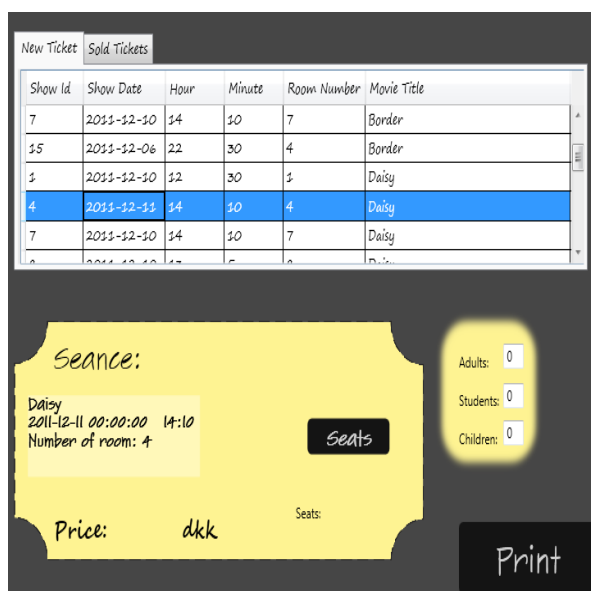 New Ticket Sold Tickets
Show Id Show Date Hour Minute Room Number Movie Title
7 2011-12-10 14 10 7 Border
15 2011-12-06 22 30 4 Border
1 2011-12-10 12 30 1 Daisy
4 2011-12-11 14 10 4 Daisy
7 2011-12-10 14 10 7 Daisy
Seance:
Daisy
2011-12-11 00:00:00 14:10
Number of room: 4
Seats
Price: dkk
Seats:
Adults: 0
Students: 0
Children: 0
Print